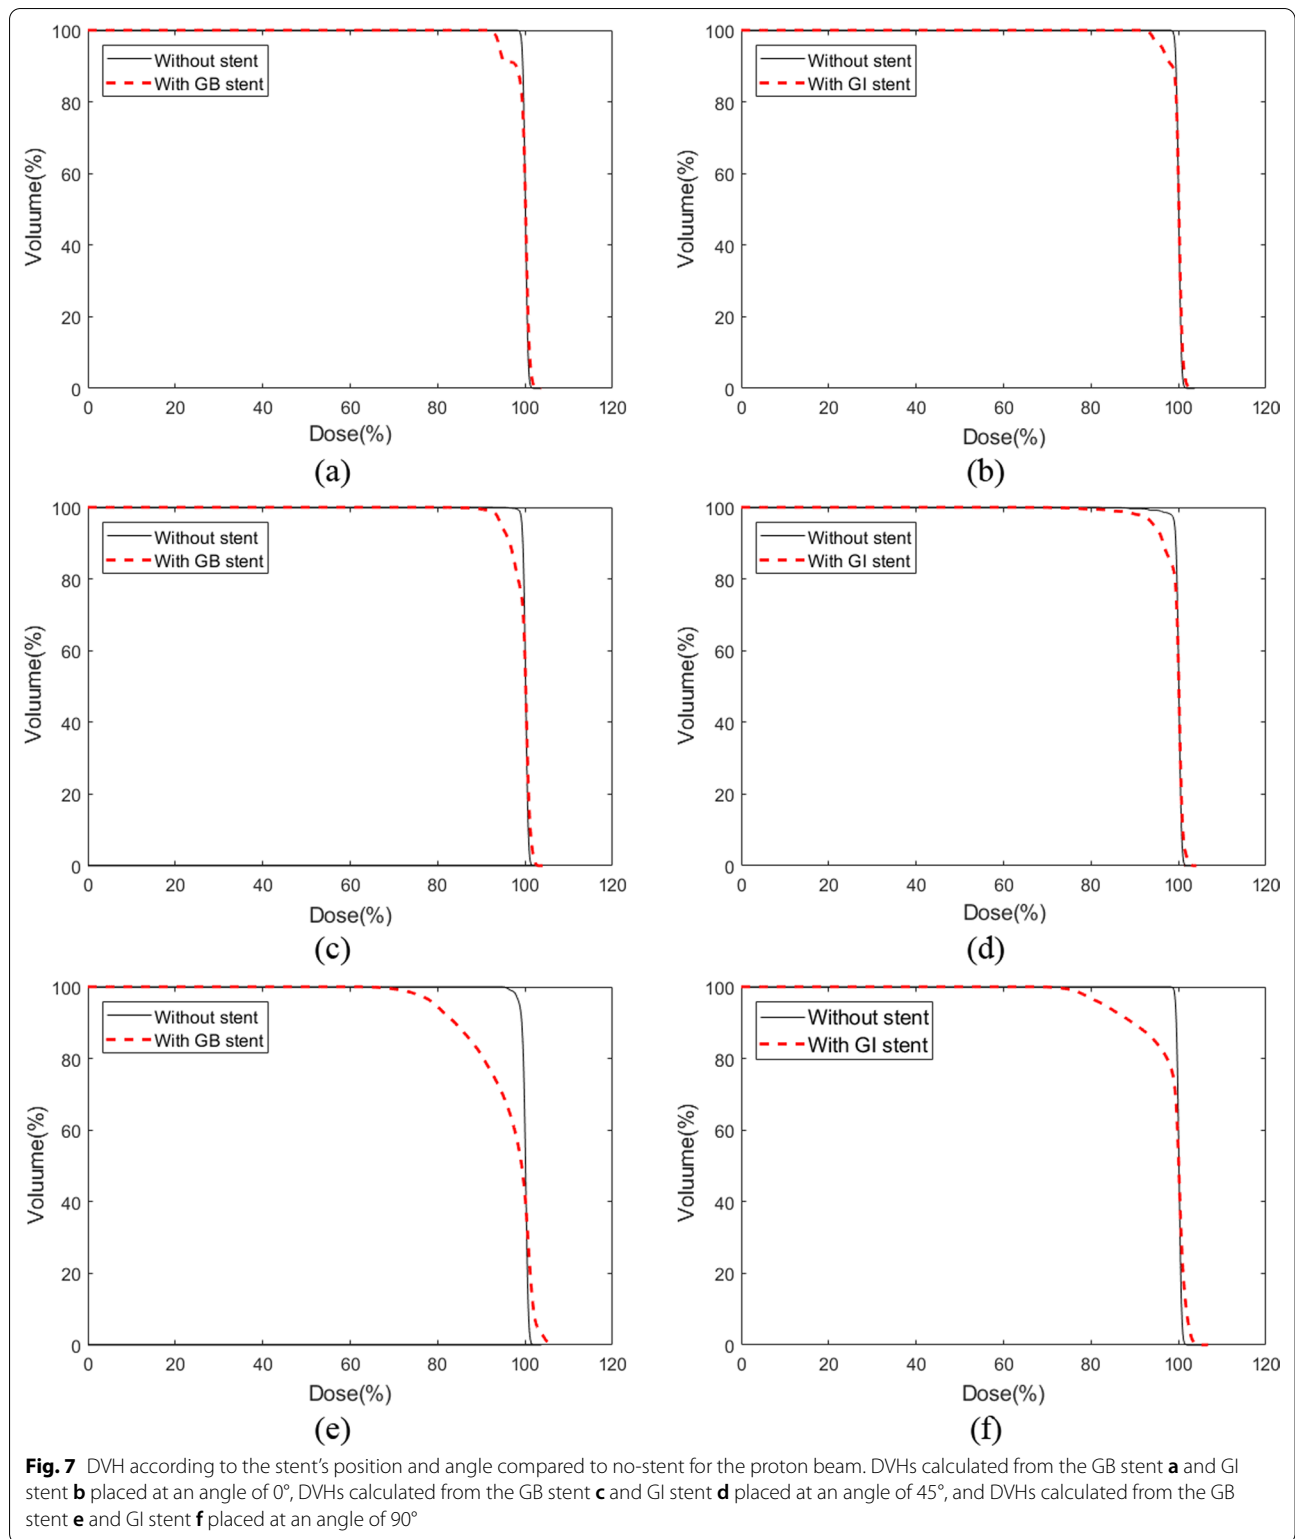 100
80
60
40
20
0
Voluume(%)
Without stent
With GB stent
0 20 40 60 80 100 120
Dose(%)
(a)
100
80
60
40
20
0
Voluume(%)
Without stent
With GI stent
0 20 40 60 80 100 120
Dose(%)
(b)
100
80
60
40
20
0
Voluume(%)
Without stent
With GB stent
0 20 40 60 80 100 120
Dose(%)
(c)
100
80
60
40
20
0
Voluume(%)
Without stent
With GI stent
0 20 40 60 80 100 120
Dose(%)
(d)
100
80
60
40
20
0
Voluume(%)
Without stent
With GB stent
0 20 40 60 80 100 120
Dose(%)
(e)
100
80
60
40
20
0
Voluume(%)
Without stent
With GI stent
0 20 40 60 80 100 120
Dose(%)
(f)
Fig. 7 DVH according to the stent's position and angle compared to no-stent for the proton beam. DVHs calculated from the GB stent a and GI
stent b placed at an angle of 0°, DVHs calculated from the GB stent c and GI stent d placed at an angle of 45°, and DVHs calculated from the GB
stent e and GI stent f placed at an angle of 90°